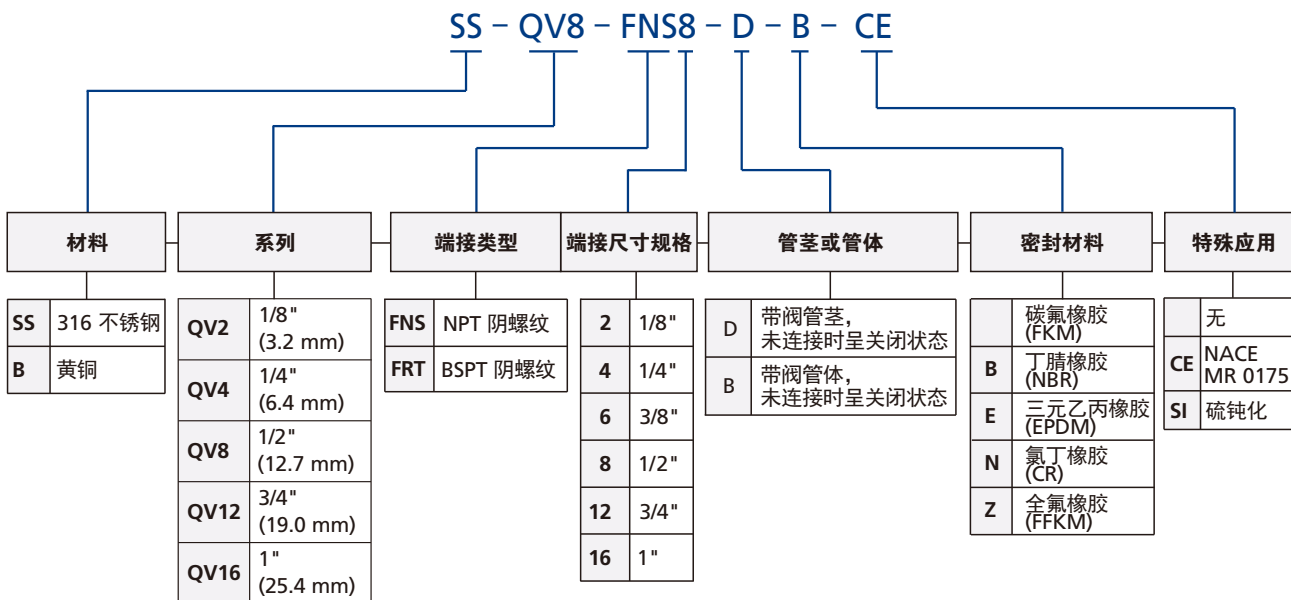 SS – QV8 – FNS8 – D – B – CE
材料
系列
端接类型
端接尺寸规格
管茎或管体
密封材料
特殊应用
SS 316 不锈钢
B 黄铜
QV2 1/8"
(3.2 mm)
QV4 1/4"
(6.4 mm)
QV8 1/2"
(12.7 mm)
QV12 3/4"
(19.0 mm)
QV16 1"
(25.4 mm)
FNS NPT 阴螺纹
FRT BSPT 阴螺纹
2 1/8"
4 1/4"
6 3/8"
8 1/2"
12 3/4"
16 1"
D 带阀管茎,
未连接时呈关闭状态
B 带阀管体,
未连接时呈关闭状态
碳氟橡胶
(FKM)
B 丁腈橡胶
(NBR)
E 三元乙丙橡胶
(EPDM)
N 氯丁橡胶
(CR)
Z 全氟橡胶
(FFKM)
无
CE NACE
MR 0175
SI 硫钝化